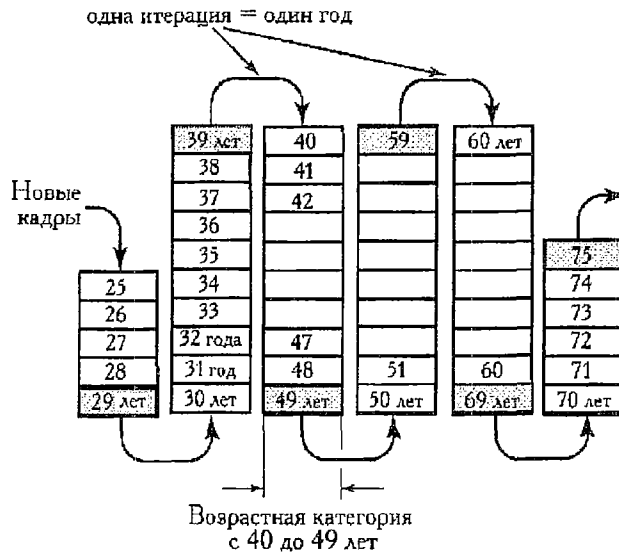 одна итерация = один год
Новые
кадры
25
26
27
28
29 лет
39 лет
38
37
36
35
34
33
32 года
31 год
30 лет
40
41
42
47
48
49 лет
59
51
50 лет
60 лет
60
69 лет
75
74
73
72
71
70 лет
Возрастная категория
с 40 до 49 лет